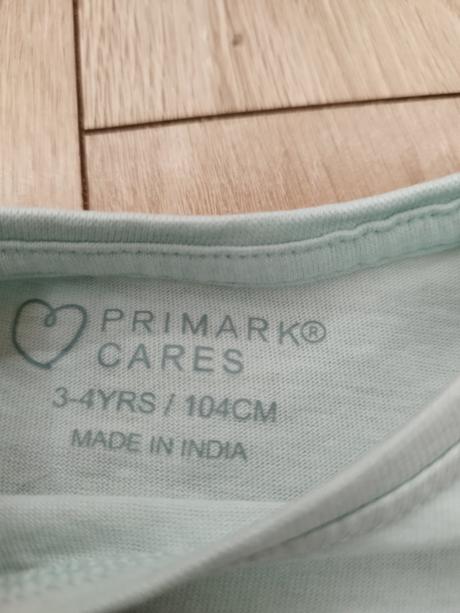 PRIMARK®
CARES
3-4YRS / 104CM
MADE IN INDIA